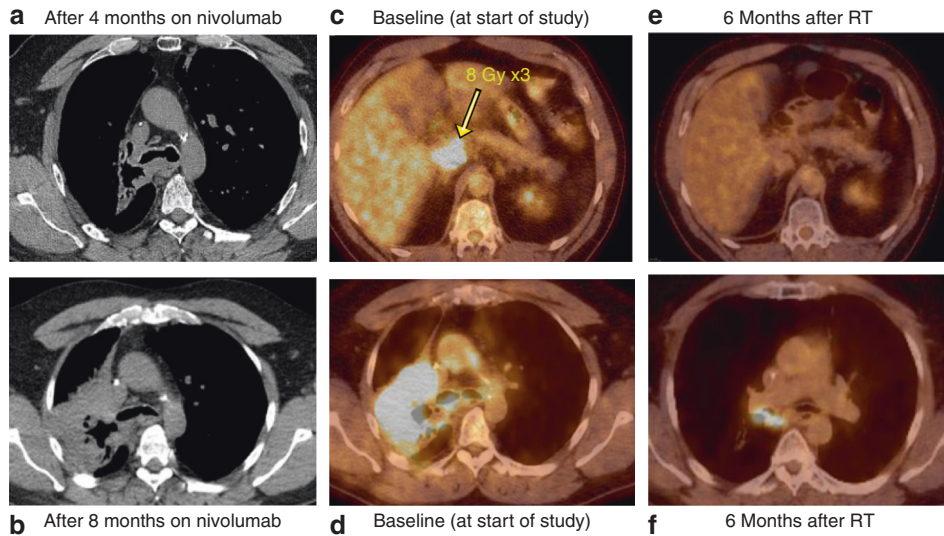 a After 4 months on nivolumab
c Baseline (at start of study)
e 6 Months after RT
8 Gy x3
b After 8 months on nivolumab
d Baseline (at start of study)
f 6 Months after RT